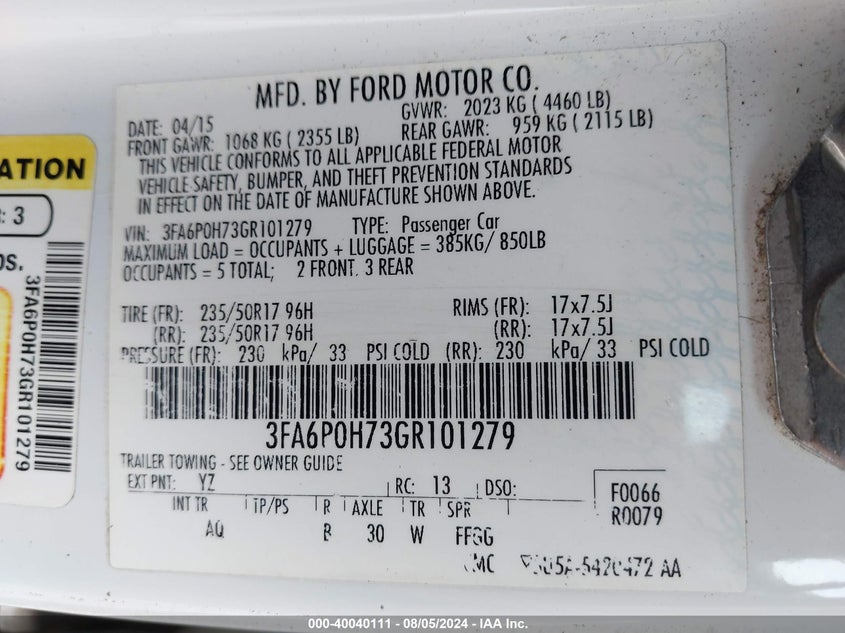 MFD. BY FORD MOTOR CO.
DATE: 04/15 GVWR: 2023 KG ( 4460 LB)
FRONT GAWR: 1068 KG ( 2355 LB) REAR GAWR: 959 KG ( 2115 LB)
THIS VEHICLE CONFORMS TO ALL APPLICABLE FEDERAL MOTOR
VEHICLE SAFETY, BUMPER, AND THEFT PREVENTION STANDARDS
IN EFFECT ON THE DATE OF MANUFACTURE SHOWN ABOVE.
VIN: 3FA6P0H73GR101279 TYPE: Passenger Car
MAXIMUM LOAD = OCCUPANTS + LUGGAGE = 385KG/ 850LB
OCCUPANTS = 5 TOTAL; 2 FRONT, 3 REAR
TIRE (FR): 235/50R17 96H RIMS (FR): 17x7.5J
(RR): 235/50R17 96H (RR): 17x7.5J
PRESSURE (FR): 230 kPa/ 33 PSI COLD (RR): 230 kPa/ 33 PSI COLD
3FA6P0H73GR101279
TRAILER TOWING - SEE OWNER GUIDE
EXT PNT: YZ RC: 13 DSO: F0066
INT TR TP/PS R AXLE TR SPR R0079
AQ B 30 W FFGG
ATION
: 3
3FA6P0H73GR101279
000-40040111 - 08/05/2024 - IAA Inc.